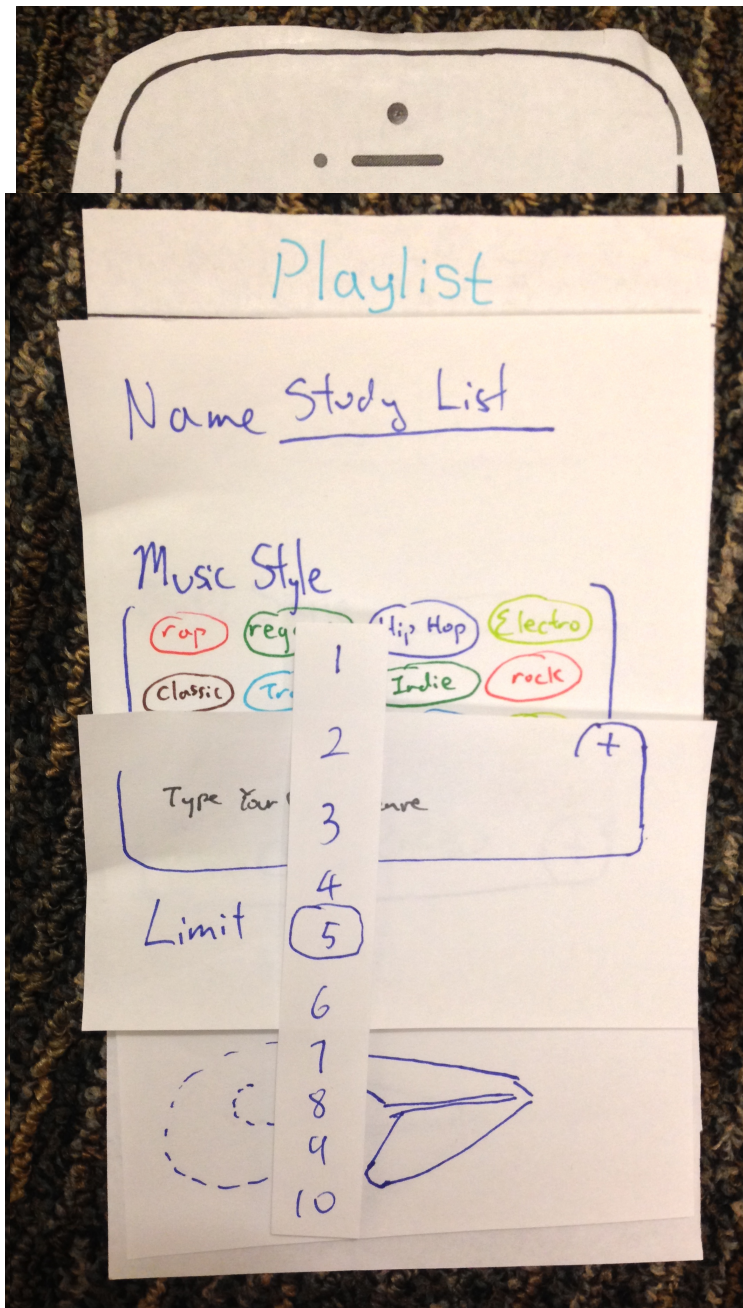 Playlist
Name Study List
Music Style
rap Hip Hop Electro
Classic Indie rock
1
2
+
Type Your
3
4
Limit 5
6
7
8
9
10